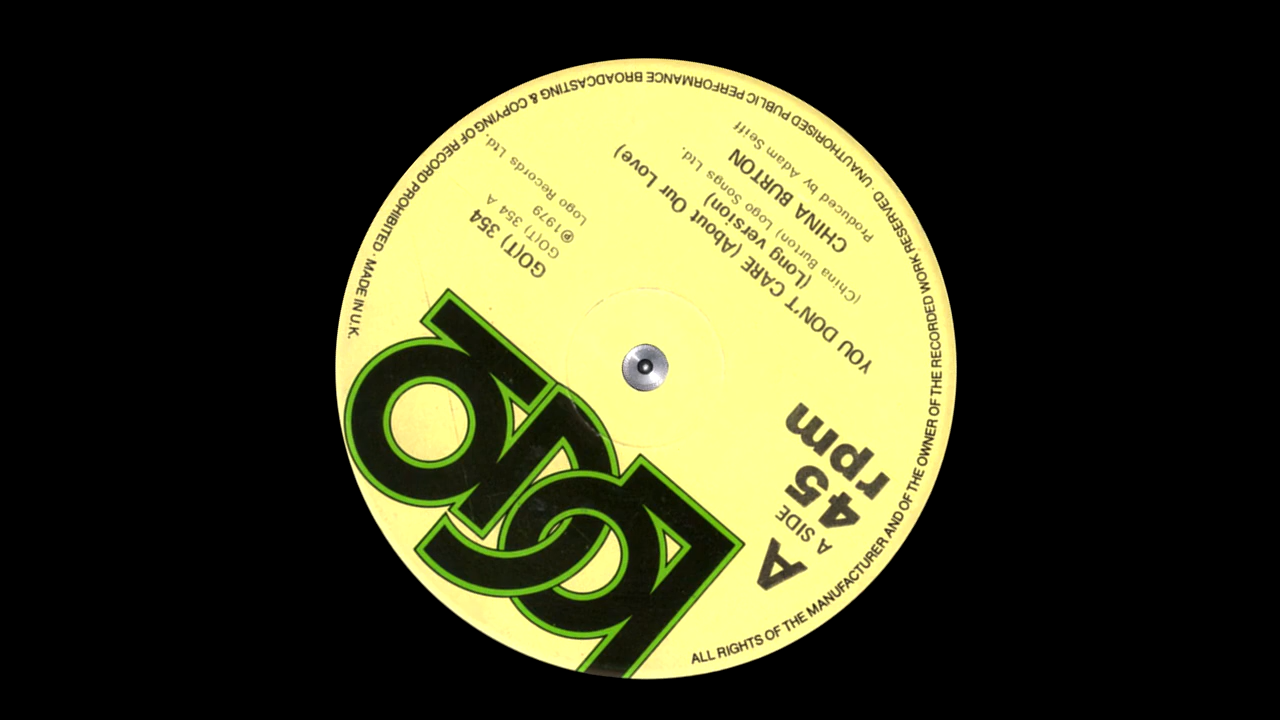 logo
A
A SIDE
45
rpm
GO(T) 354
GO(T) 354 A
℗1979
Logo Records Ltd.
YOU DON'T CARE (About Our Love)
(Long version)
(China Burton) Logo Songs Ltd.
CHINA BURTON
Produced by Adam Seiff
ALL RIGHTS OF THE MANUFACTURER AND OF THE OWNER OF THE RECORDED WORK RESERVED · UNAUTHORISED PUBLIC PERFORMANCE BROADCASTING & COPYING OF RECORD PROHIBITED · MADE IN U.K.